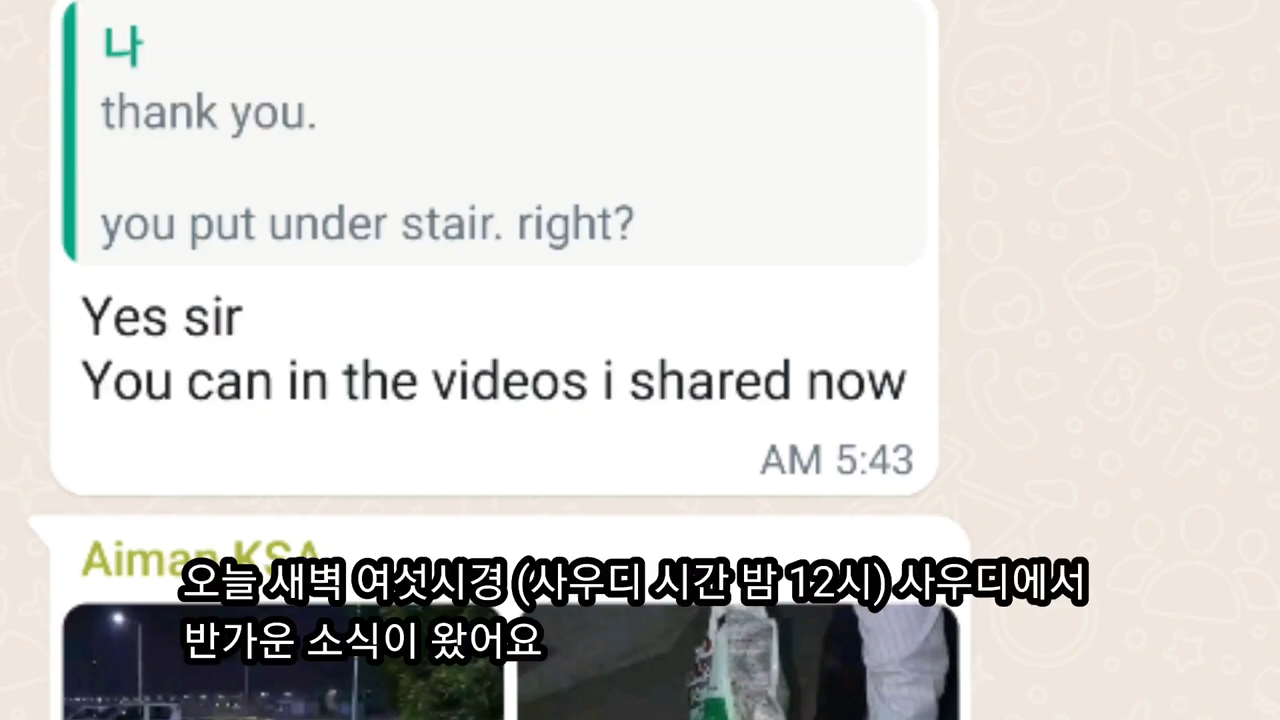 나
thank you.
you put under stair. right?
Yes sir
You can in the videos i shared now
AM 5:43
Aiman KSA
오늘 새벽 여섯시경 (사우디 시간 밤 12시) 사우디에서
반가운 소식이 왔어요